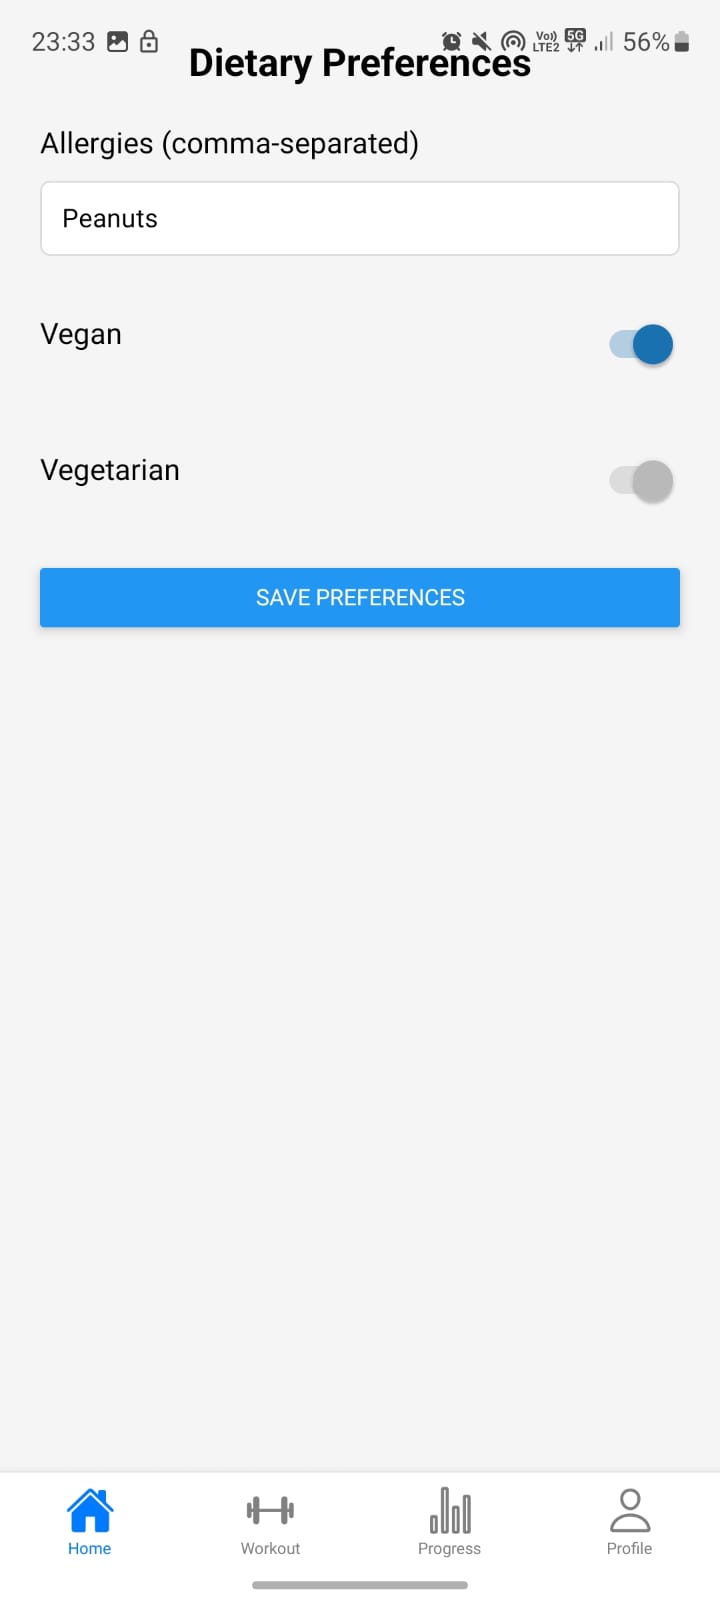 23:33 Vo)) LTE2 5G 56%
Dietary Preferences
Allergies (comma-separated)
Peanuts
Vegan
Vegetarian
SAVE PREFERENCES
Home Workout Progress Profile